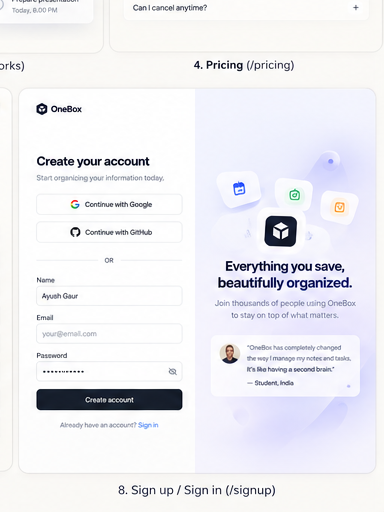 Prepare presentation
Today, 8:00 PM
Can I cancel anytime?
+
orks)
4. Pricing (/pricing)
OneBox
Create your account
Start organizing your information today.
Continue with Google
Continue with GitHub
OR
Name
Ayush Gaur
Email
your@email.com
Password
Create account
Already have an account? Sign in
Everything you save,
beautifully organized.
Join thousands of people using OneBox
to stay on top of what matters.
"OneBox has completely changed
the way I manage my notes and tasks,
It's like having a second brain."
— Student, India
8. Sign up / Sign in (/signup)